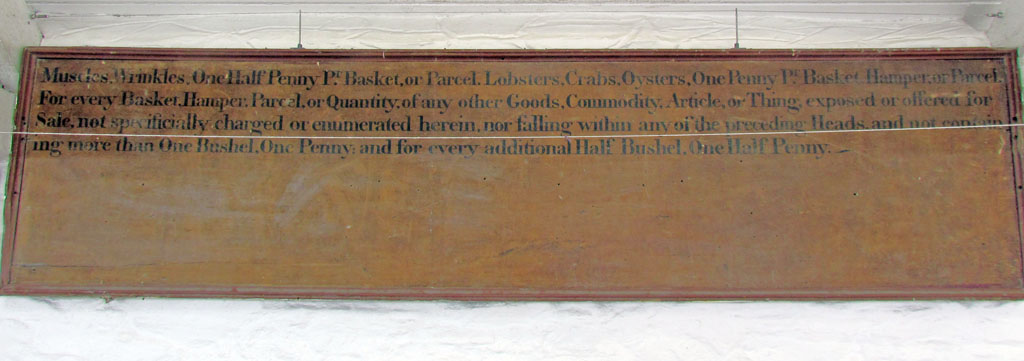 Muscles, Wrinkles, One Half Penny Pr. Basket, or Parcel. Lobsters, Crabs, Oysters, One Penny Pr. Basket, Hamper, or Parcel.
For every Basket, Hamper, Parcel, or Quantity, of any other Goods, Commodity, Article, or Thing, exposed or offered for
Sale, not specificially charged or enumerated herein, nor falling within any of the preceding Heads, and not contain
ing more than One Bushel, One Penny; and for every additional Half Bushel, One Half Penny.